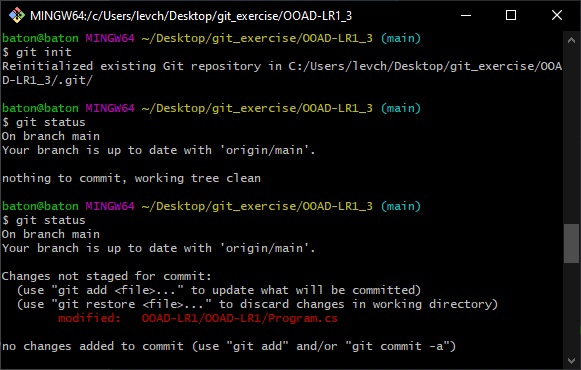 MINGW64:/c/Users/levch/Desktop/git_exercise/OOAD-LR1_3
baton@baton MINGW64 ~/Desktop/git_exercise/OOAD-LR1_3 (main)
$ git init
Reinitialized existing Git repository in C:/Users/levch/Desktop/git_exercise/OOA
D-LR1_3/.git/
baton@baton MINGW64 ~/Desktop/git_exercise/OOAD-LR1_3 (main)
$ git status
On branch main
Your branch is up to date with 'origin/main'.
nothing to commit, working tree clean
baton@baton MINGW64 ~/Desktop/git_exercise/OOAD-LR1_3 (main)
$ git status
On branch main
Your branch is up to date with 'origin/main'.
Changes not staged for commit:
  (use "git add <file>..." to update what will be committed)
  (use "git restore <file>..." to discard changes in working directory)
        modified:   OOAD-LR1/OOAD-LR1/Program.cs
no changes added to commit (use "git add" and/or "git commit -a")